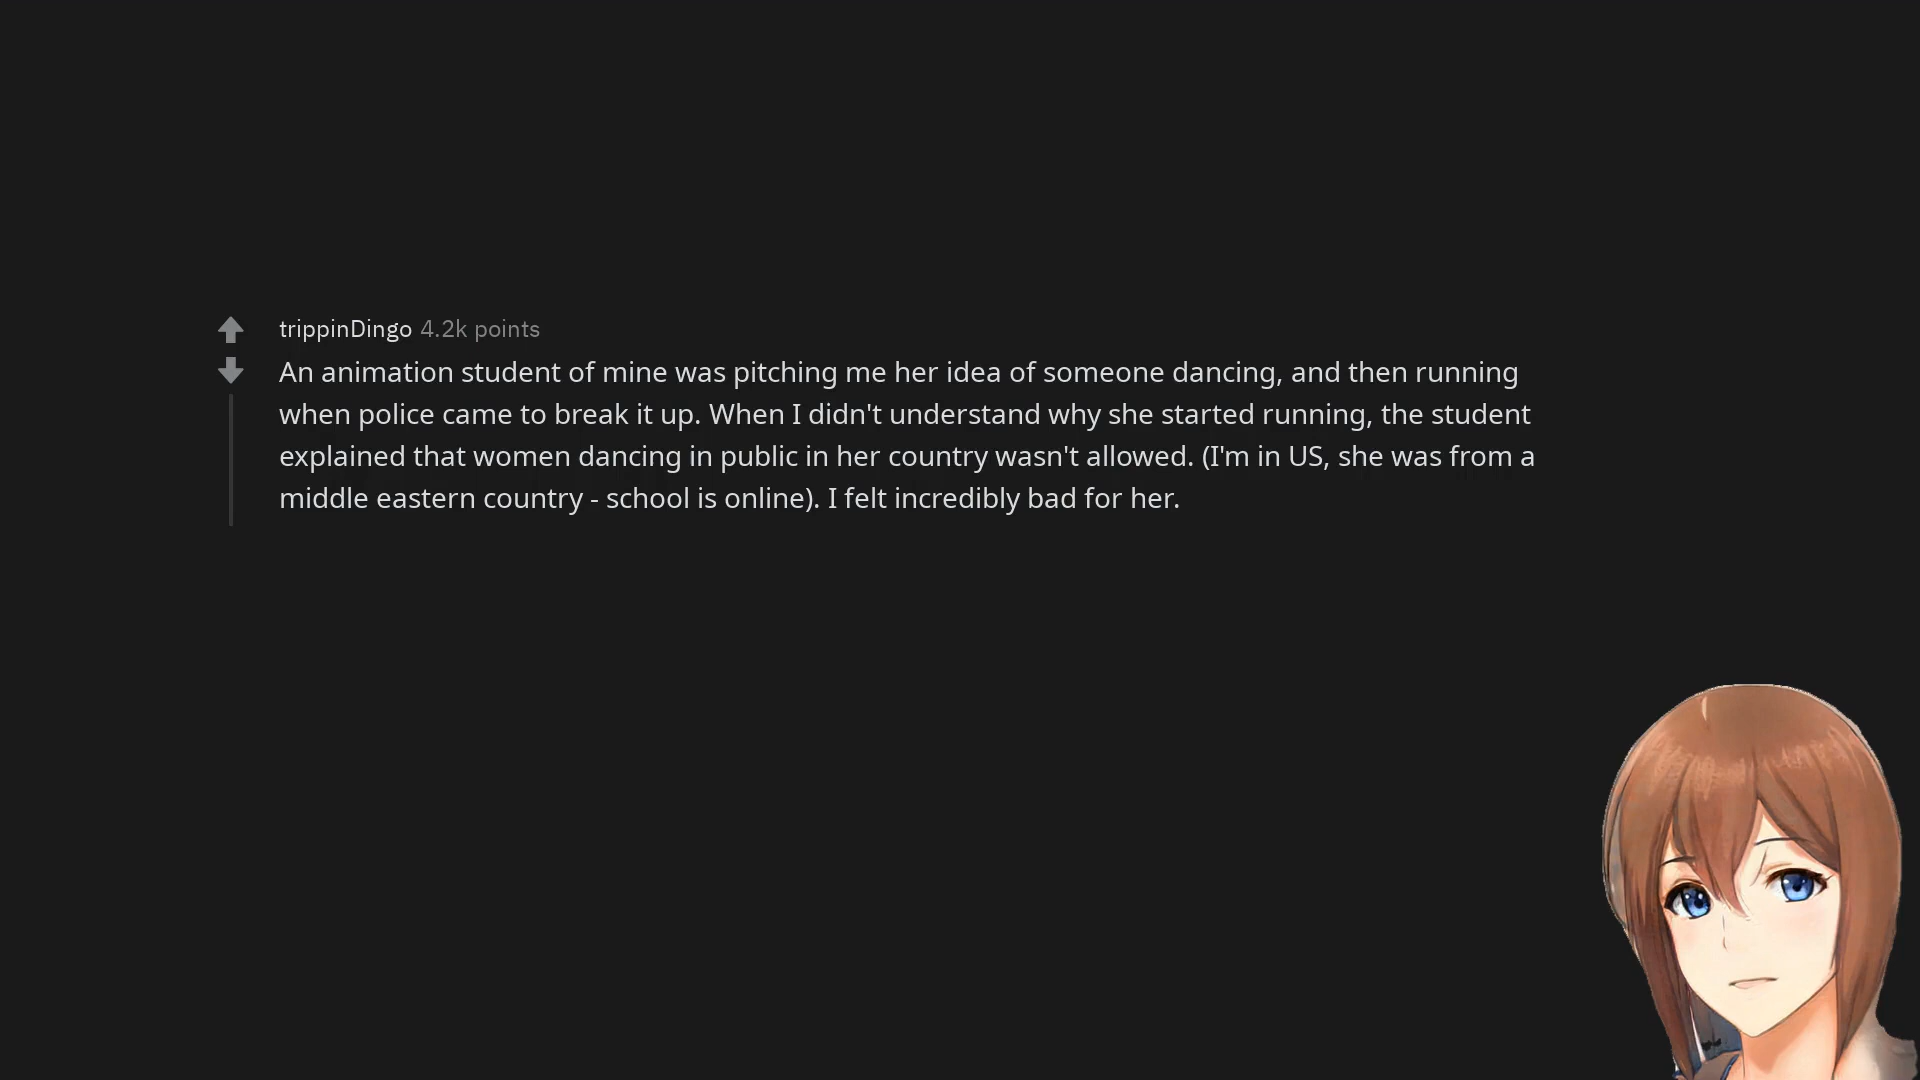 trippinDingo 4.2k points
An animation student of mine was pitching me her idea of someone dancing, and then running
when police came to break it up. When I didn't understand why she started running, the student
explained that women dancing in public in her country wasn't allowed. (I'm in US, she was from a
middle eastern country - school is online). I felt incredibly bad for her.